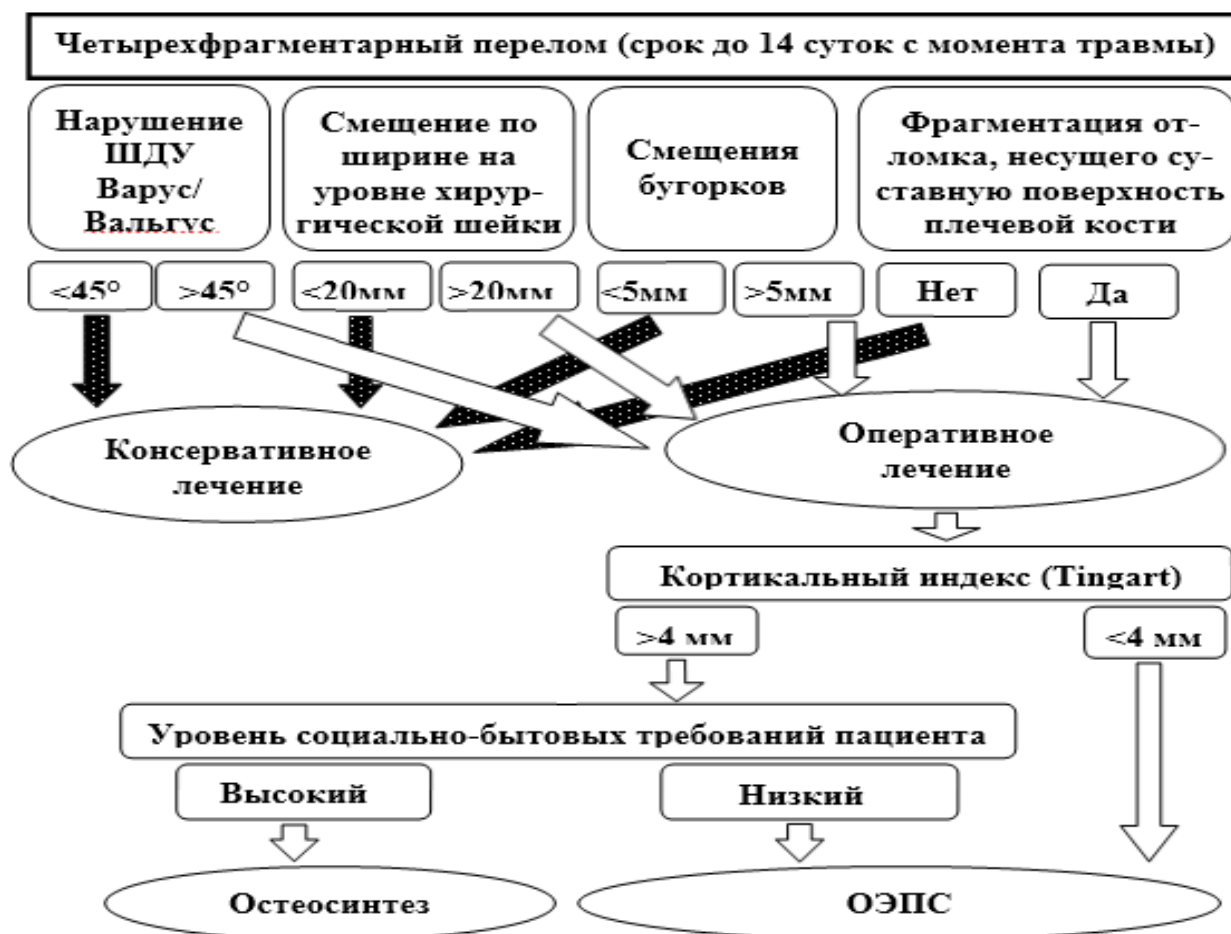 Четырехфрагментарный перелом (срок до 14 суток с момента травмы)
Нарушение
ШДУ
Варус/
Вальгус
Смещение по
ширине на
уровне хирур-
гической шейки
Смещения
бугорков
Фрагментация от-
ломка, несущего су-
ставную поверхность
плечевой кости
<45°
>45°
<20мм
>20мм
<5мм
>5мм
Нет
Да
Консервативное
лечение
Оперативное
лечение
Кортикальный индекс (Tingart)
>4 мм
<4 мм
Уровень социально-бытовых требований пациента
Высокий
Низкий
Остеосинтез
ОЭПС